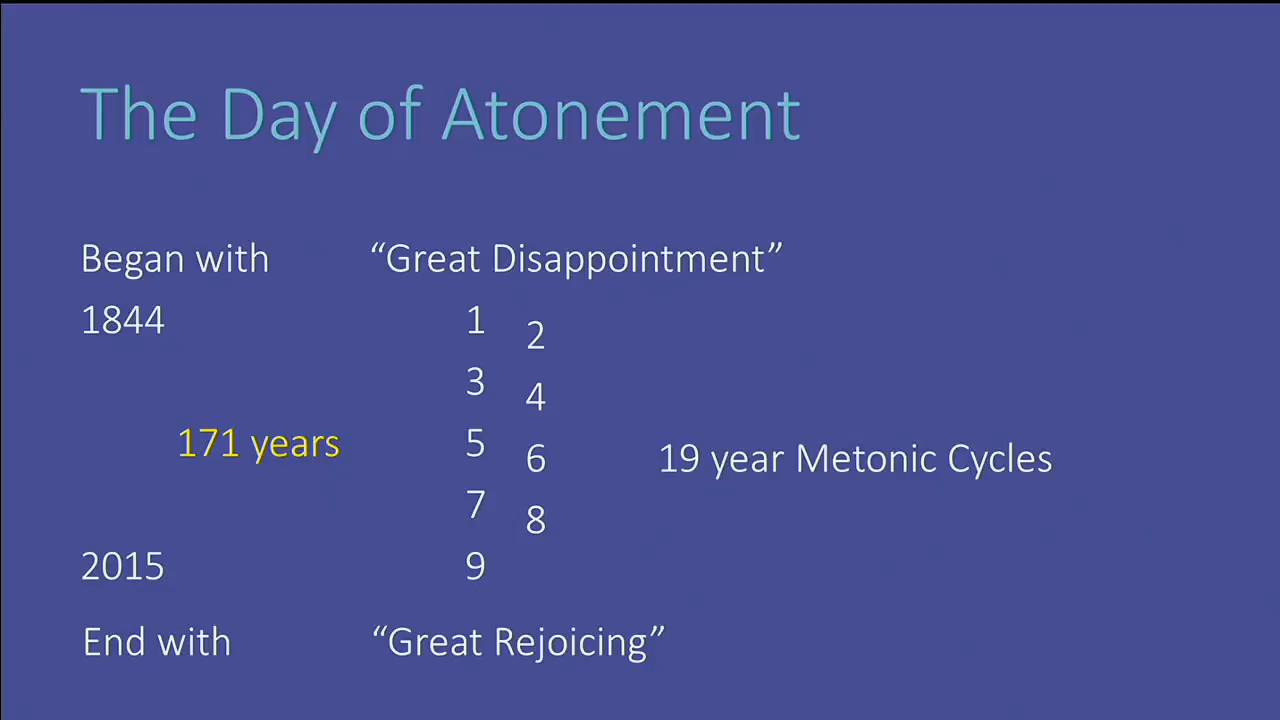 The Day of Atonement
Began with “Great Disappointment”
1844 1 2
3 4
171 years 5 6 19 year Metonic Cycles
7 8
2015 9
End with “Great Rejoicing”